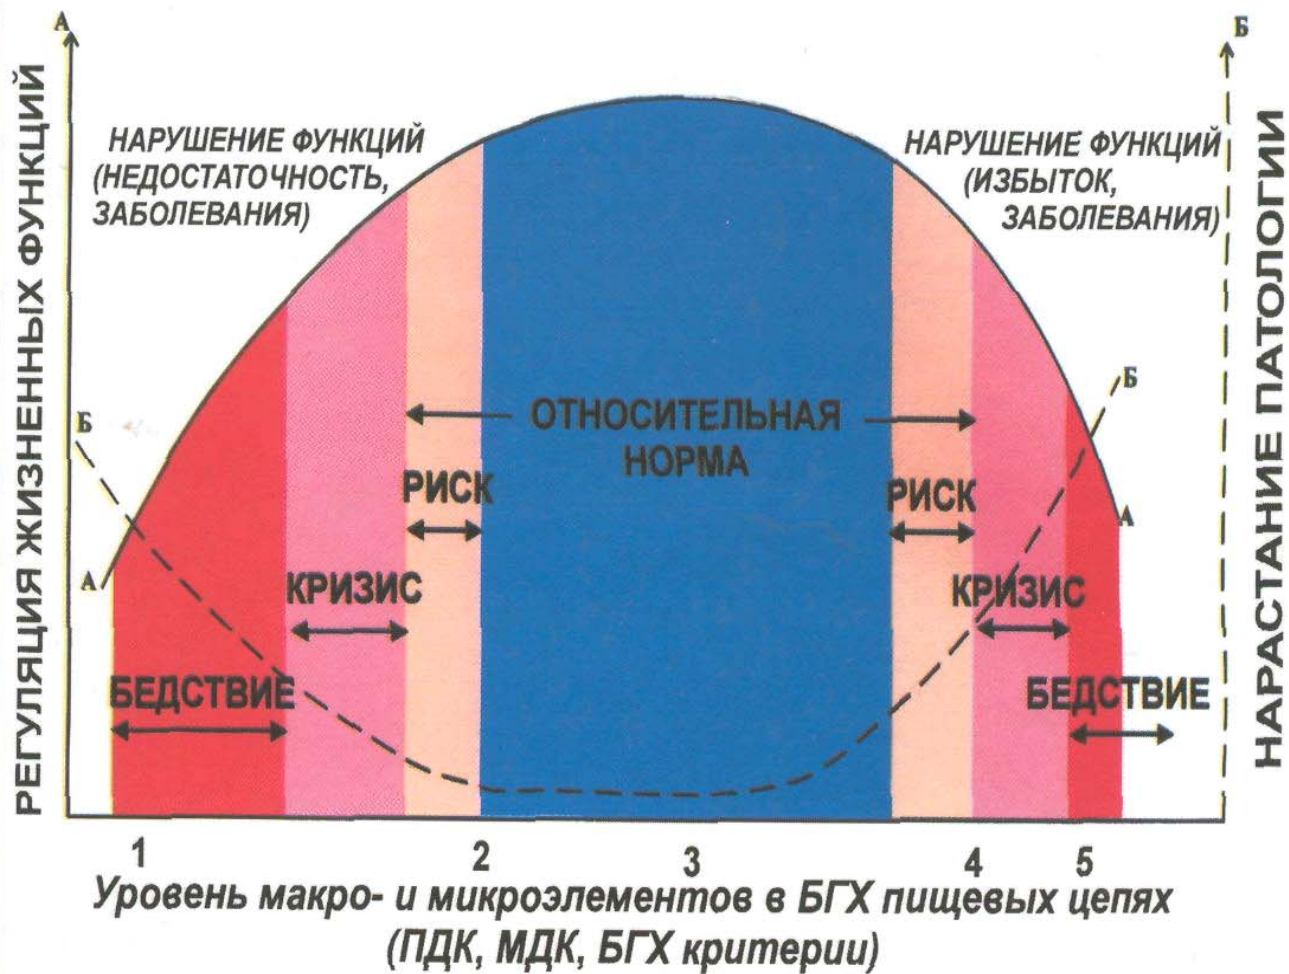 А
Б
РЕГУЛЯЦИЯ ЖИЗНЕННЫХ ФУНКЦИЙ
НАРУШЕНИЕ ФУНКЦИЙ
(НЕДОСТАТОЧНОСТЬ,
ЗАБОЛЕВАНИЯ)
НАРУШЕНИЕ ФУНКЦИЙ
(ИЗБЫТОК,
ЗАБОЛЕВАНИЯ)
НАРАСТАНИЕ ПАТОЛОГИИ
Б
Б
ОТНОСИТЕЛЬНАЯ
НОРМА
РИСК
РИСК
А
А
КРИЗИС
КРИЗИС
БЕДСТВИЕ
БЕДСТВИЕ
1 2 3 4 5
Уровень макро- и микроэлементов в БГХ пищевых цепях
(ПДК, МДК, БГХ критерии)